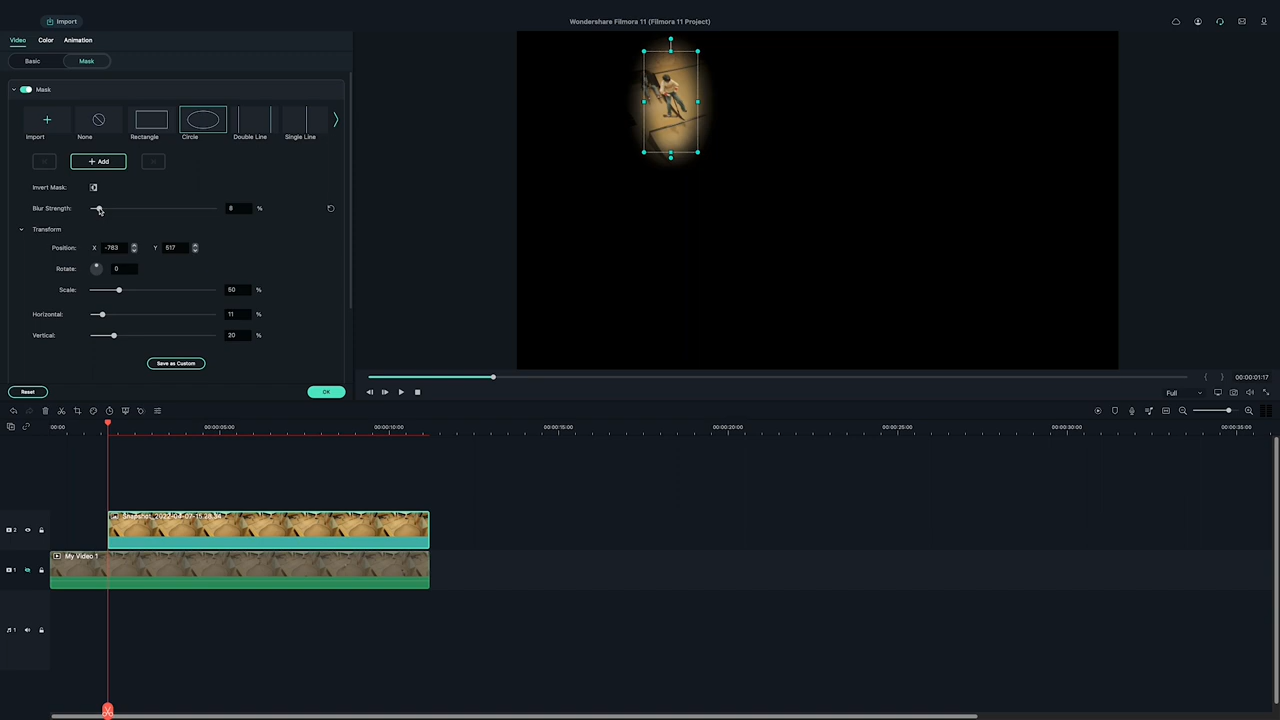 Import
Wondershare Filmora 11 (Filmora 11 Project)
Video Color Animation
Basic Mask
Mask
Import None Rectangle Circle Double Line Single Line
+ Add
Invert Mask:
Blur Strength: 8 %
Transform
Position: X -783 Y 517
Rotate: 0
Scale: 50 %
Horizontal: 11 %
Vertical: 20 %
Save as Custom
Reset OK
00:00:01:17
Full
00:00 00:00:05:00 00:00:10:00 00:00:15:00 00:00:20:00 00:00:25:00 00:00:30:00 00:00:35:00
2
My Video 1
1
1